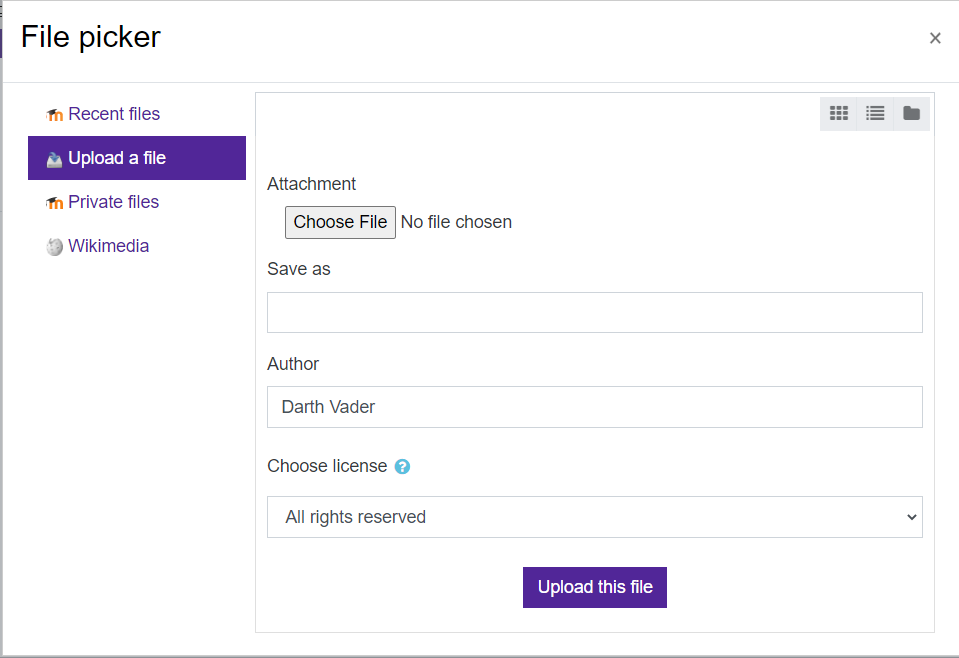 File picker
×
Recent files
Upload a file
Private files
Wikimedia
Attachment
Choose File No file chosen
Save as
Author
Darth Vader
Choose license ?
All rights reserved
Upload this file